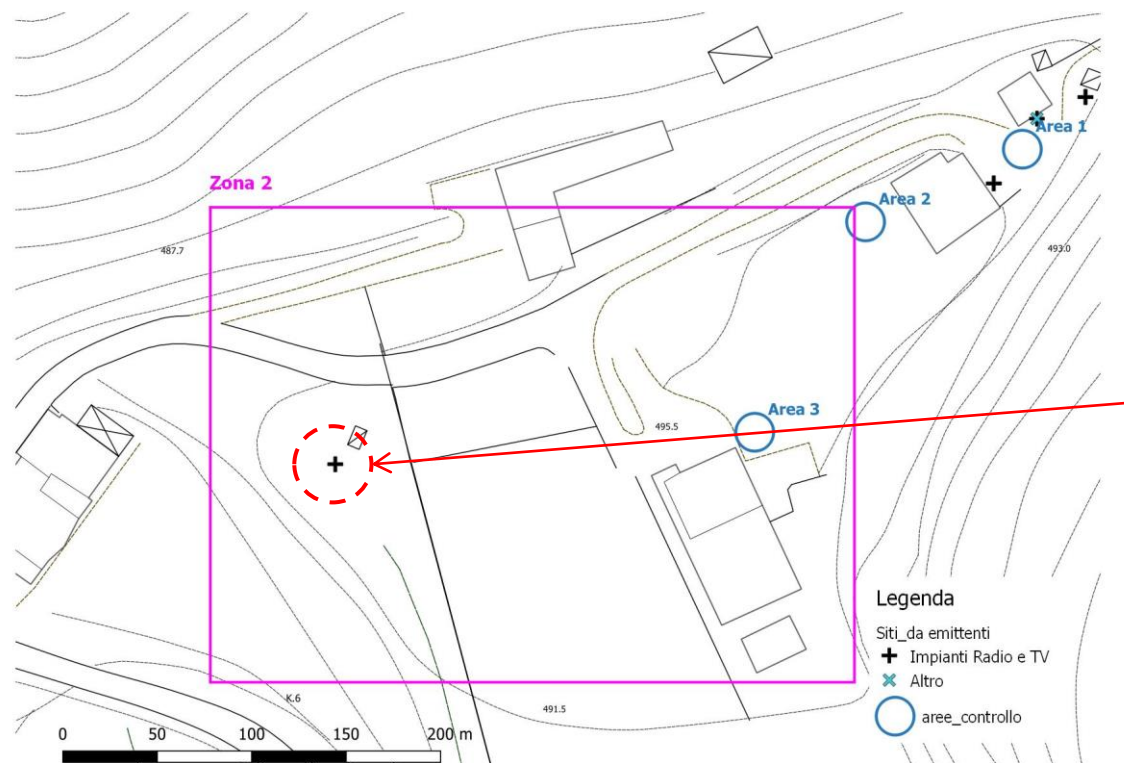 Area 1
Zona 2
Area 2
487.7
493.0
Area 3
495.5
Legenda
Siti_da emittenti
Impianti Radio e TV
Altro
aree_controllo
K.6
491.5
0 50 100 150 200 m